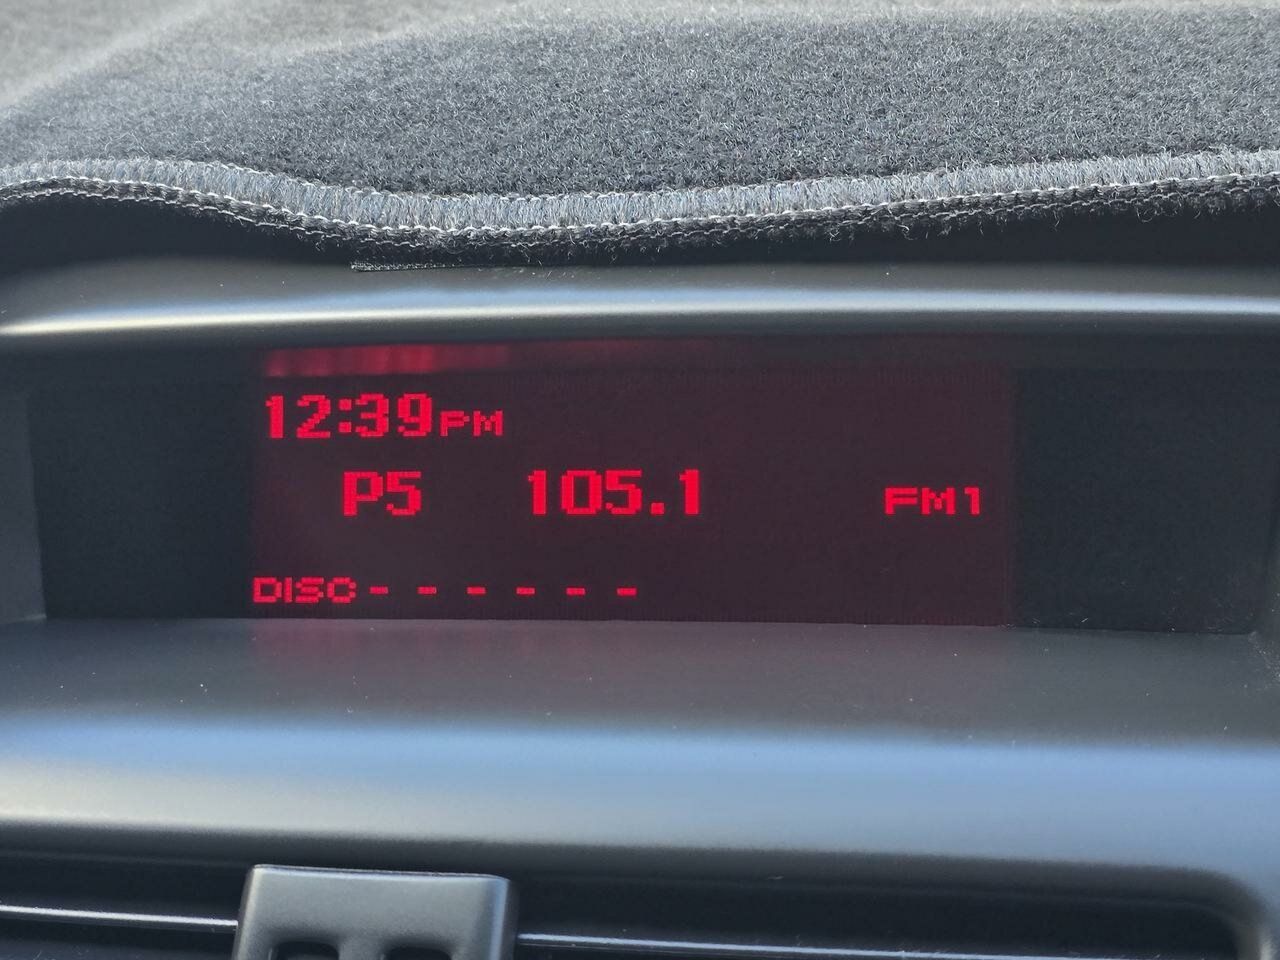 12:39PM
P5 105.1 FM1
DISC - - - - - -